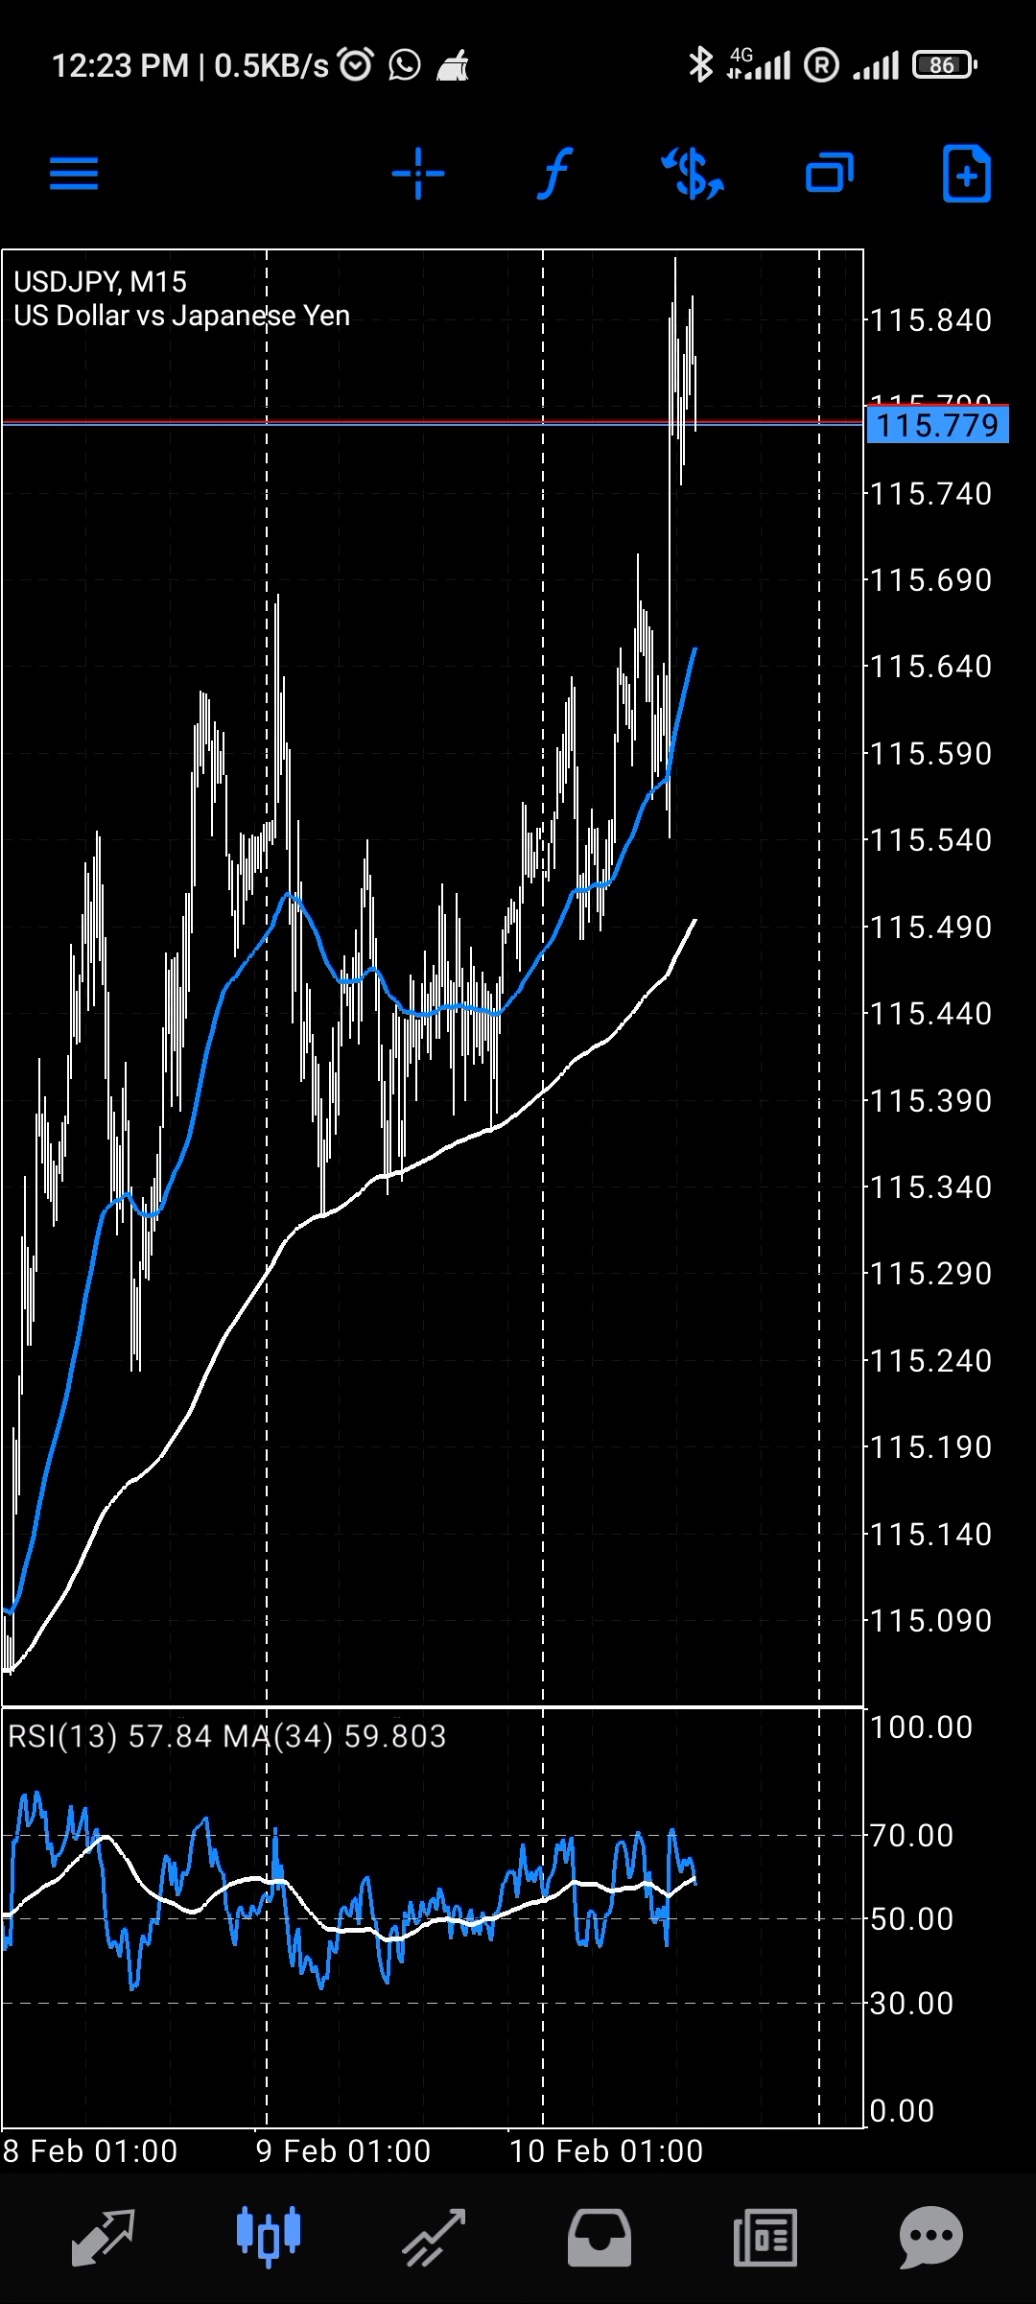 12:23 PM | 0.5KB/s
4G
R
86
USDJPY, M15
US Dollar vs Japanese Yen
115.840
115.790
115.779
115.740
115.690
115.640
115.590
115.540
115.490
115.440
115.390
115.340
115.290
115.240
115.190
115.140
115.090
RSI(13) 57.84 MA(34) 59.803
100.00
70.00
50.00
30.00
0.00
8 Feb 01:00
9 Feb 01:00
10 Feb 01:00